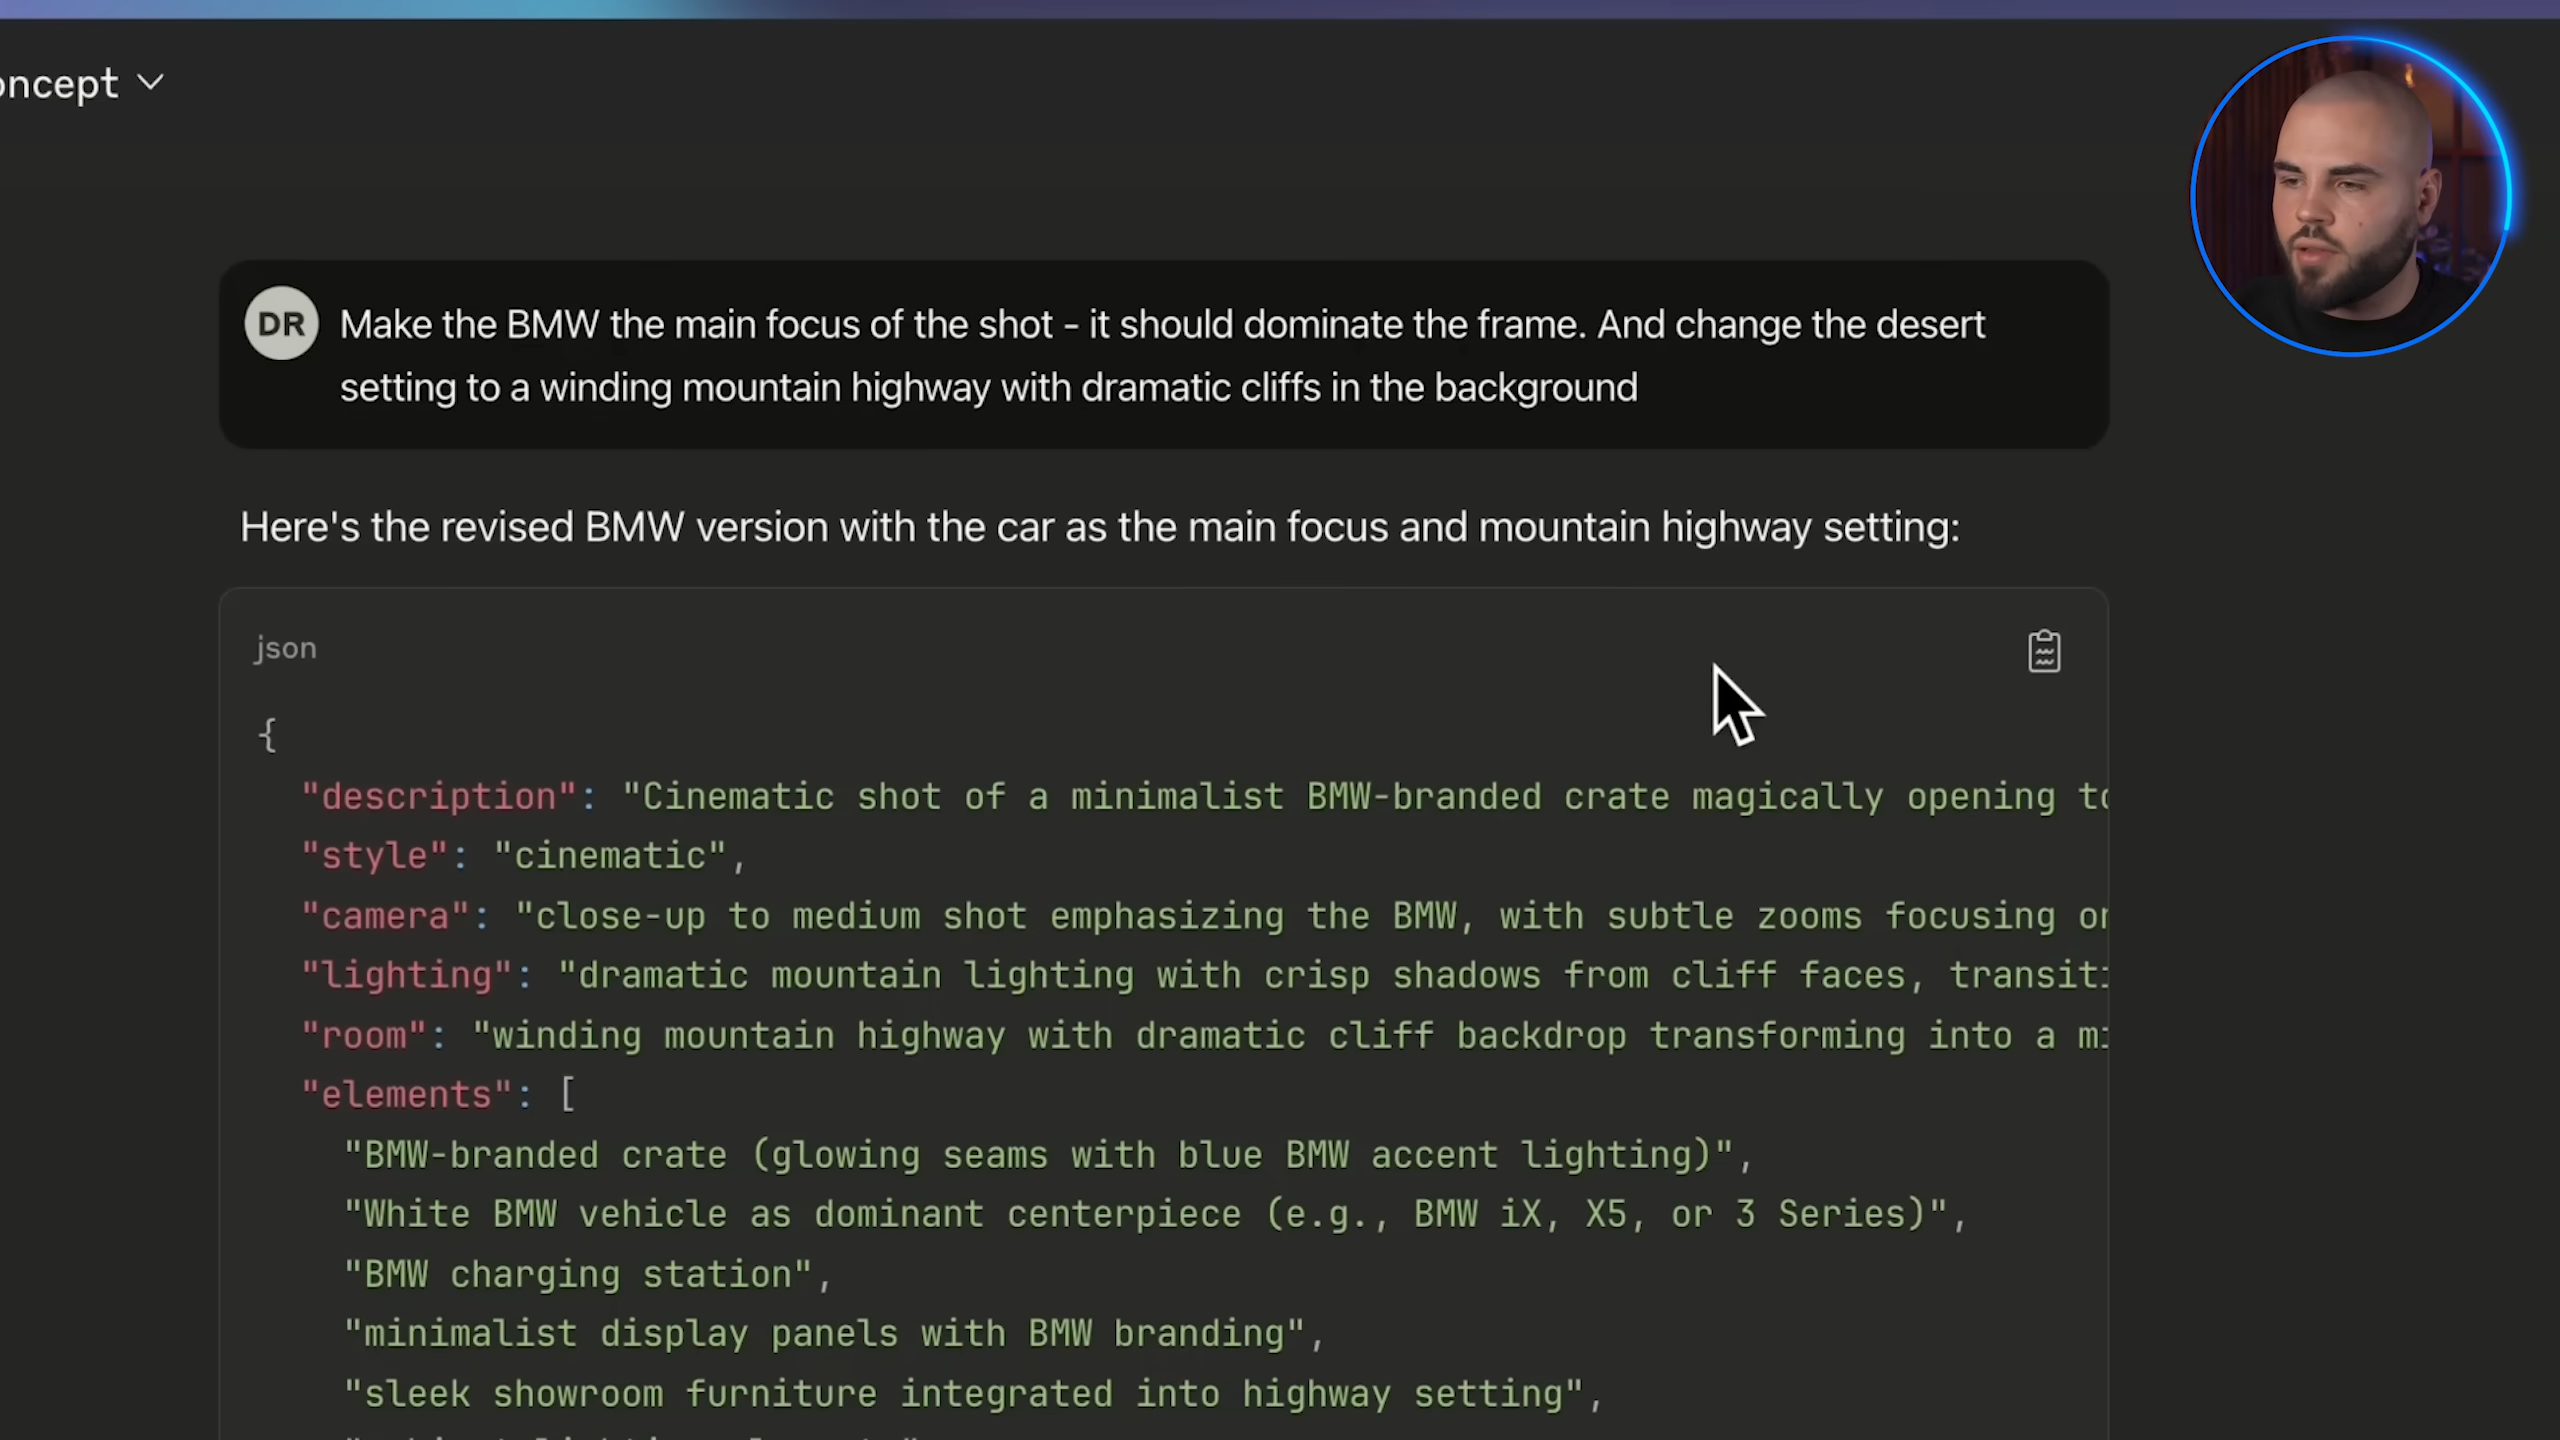 oncept
DR
Make the BMW the main focus of the shot - it should dominate the frame. And change the desert
setting to a winding mountain highway with dramatic cliffs in the background
Here's the revised BMW version with the car as the main focus and mountain highway setting:
json
{
"description": "Cinematic shot of a minimalist BMW-branded crate magically opening to
"style": "cinematic",
"camera": "close-up to medium shot emphasizing the BMW, with subtle zooms focusing on
"lighting": "dramatic mountain lighting with crisp shadows from cliff faces, transiti
"room": "winding mountain highway with dramatic cliff backdrop transforming into a mi
"elements": [
"BMW-branded crate (glowing seams with blue BMW accent lighting)",
"White BMW vehicle as dominant centerpiece (e.g., BMW iX, X5, or 3 Series)",
"BMW charging station",
"minimalist display panels with BMW branding",
"sleek showroom furniture integrated into highway setting",